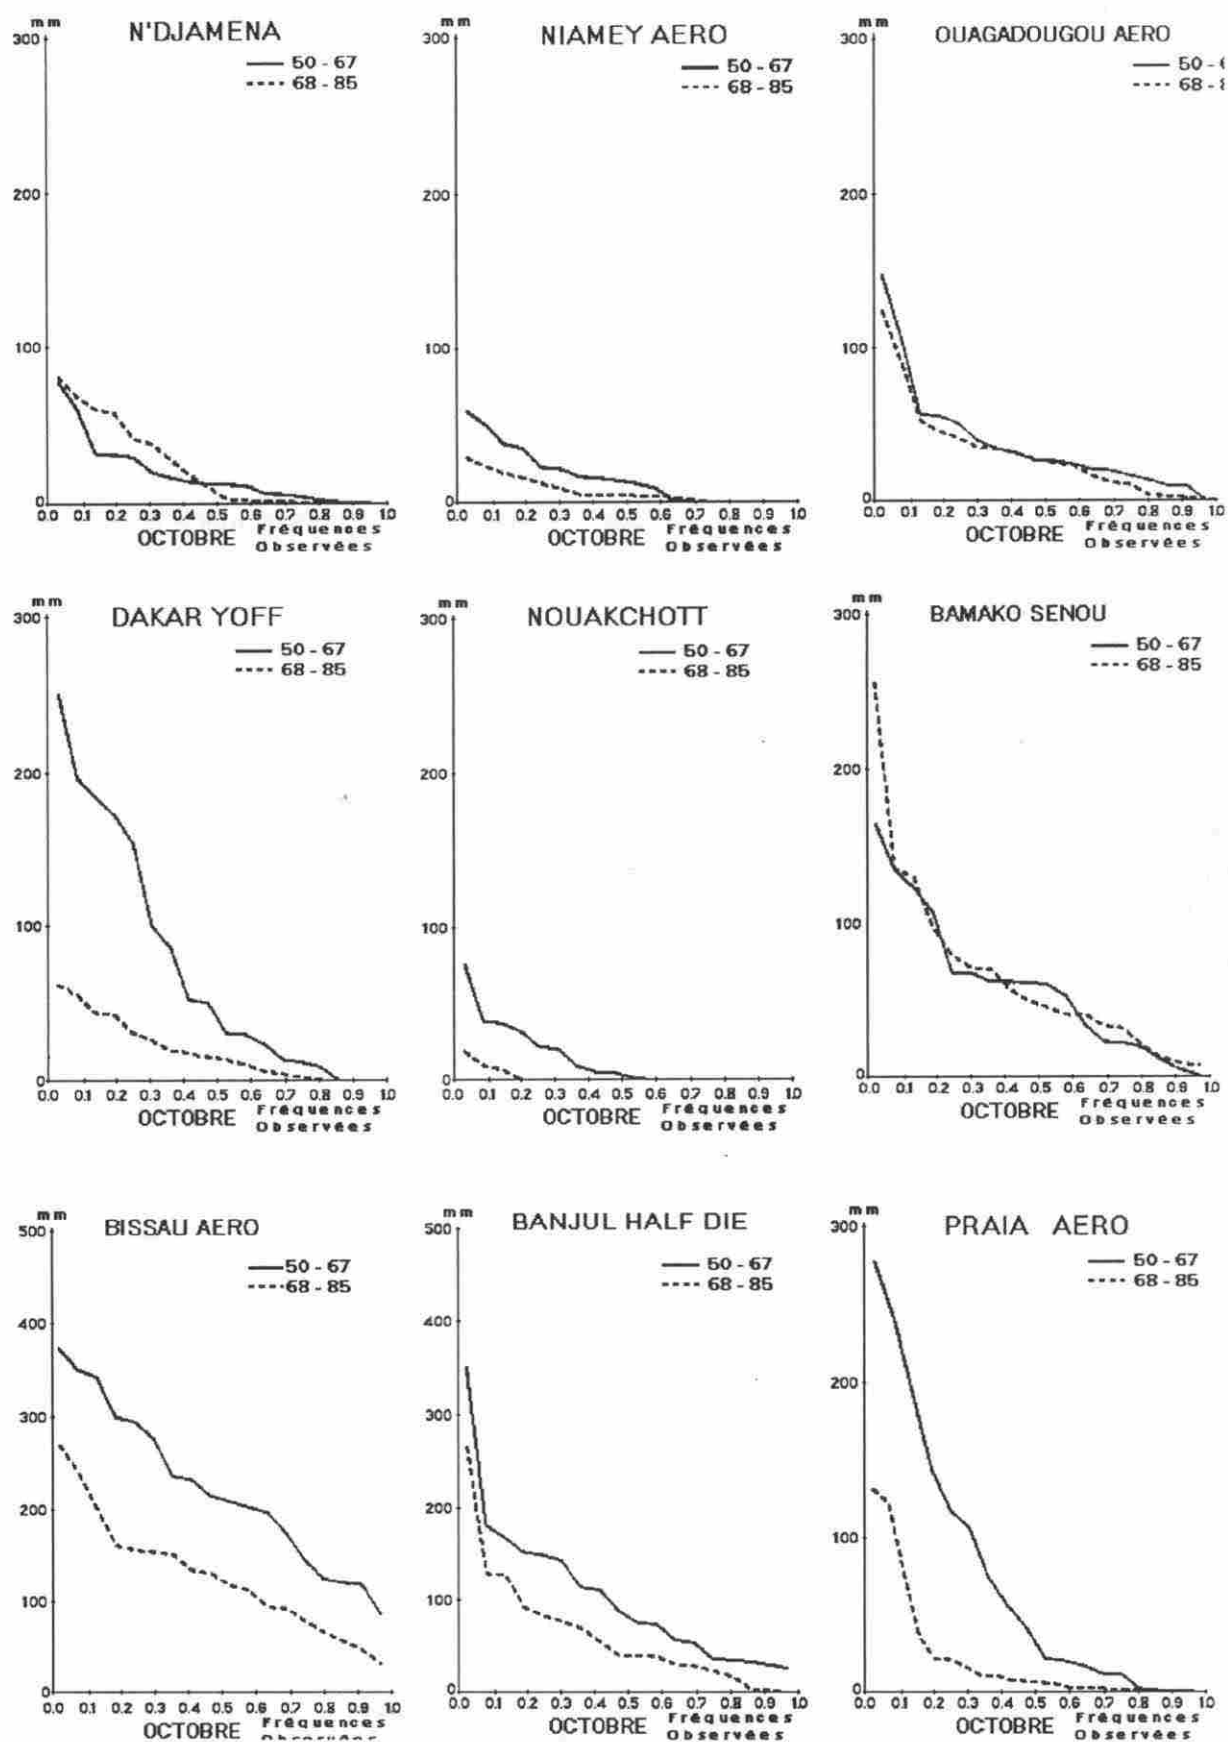 mm
N'DJAMENA
300
50 - 67
68 - 85
200
100
0
0.0 0.1 0.2 0.3 0.4 0.5 0.6 0.7 0.8 0.9 1.0
OCTOBRE Fréquences
Observées
mm
NIAMEY AERO
300
50 - 67
68 - 85
200
100
0
0.0 0.1 0.2 0.3 0.4 0.5 0.6 0.7 0.8 0.9 1.0
OCTOBRE Fréquences
Observées
mm
OUAGADOUGOU AERO
300
50 -
68 -
200
100
0
0.0 0.1 0.2 0.3 0.4 0.5 0.6 0.7 0.8 0.9 1.0
OCTOBRE Fréquences
Observées
mm
DAKAR YOFF
300
50 - 67
68 - 85
200
100
0
0.0 0.1 0.2 0.3 0.4 0.5 0.6 0.7 0.8 0.9 1.0
OCTOBRE Fréquences
Observées
mm
NOUAKCHOTT
300
50 - 67
68 - 85
200
100
0
0.0 0.1 0.2 0.3 0.4 0.5 0.6 0.7 0.8 0.9 1.0
OCTOBRE Fréquences
Observées
mm
BAMAKO SENOU
300
50 - 67
68 - 85
200
100
0
0.0 0.1 0.2 0.3 0.4 0.5 0.6 0.7 0.8 0.9 1.0
OCTOBRE Fréquences
Observées
mm
BISSAU AERO
500
50 - 67
68 - 85
400
300
200
100
0
0.0 0.1 0.2 0.3 0.4 0.5 0.6 0.7 0.8 0.9 1.0
OCTOBRE Fréquences
mm
BANJUL HALF DIE
500
50 - 67
68 - 85
400
300
200
100
0
0.0 0.1 0.2 0.3 0.4 0.5 0.6 0.7 0.8 0.9 1.0
OCTOBRE Fréquences
Observées
mm
PRAIA AERO
300
50 - 67
68 - 85
200
100
0
0.0 0.1 0.2 0.3 0.4 0.5 0.6 0.7 0.8 0.9 1.0
OCTOBRE Fréquences
Observées